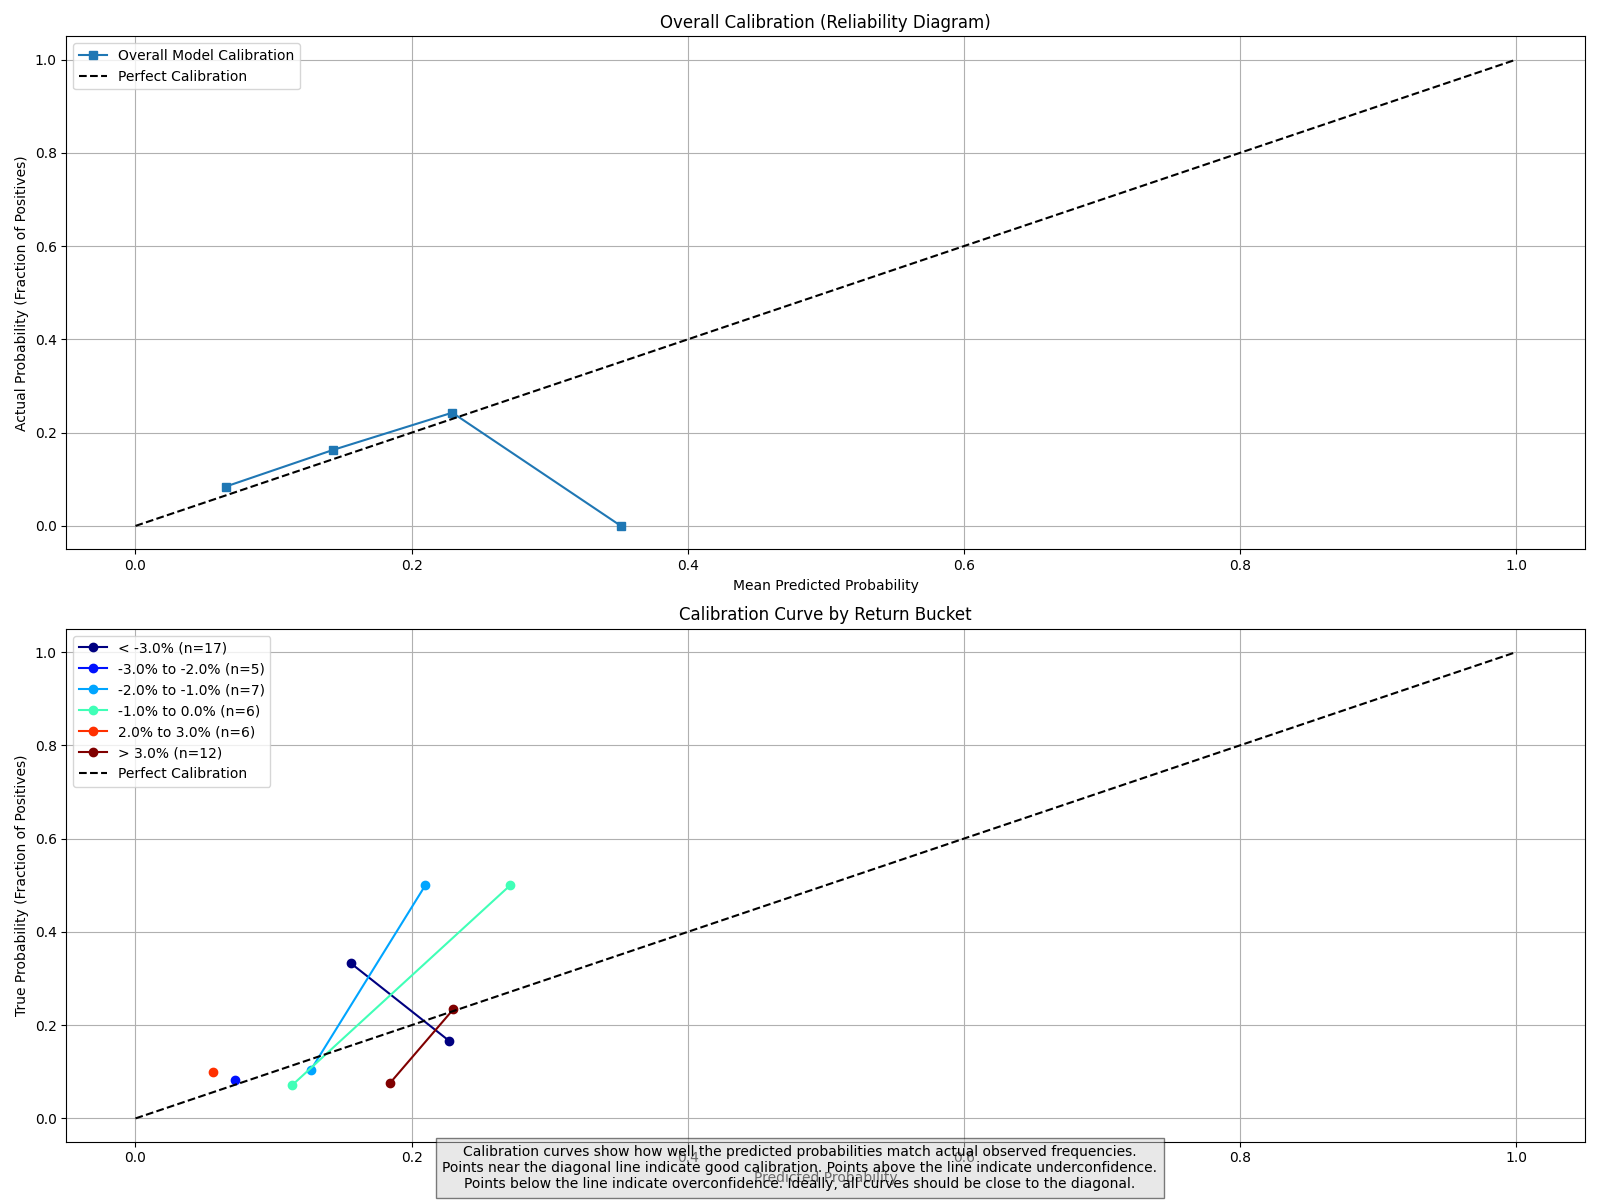 Overall Calibration (Reliability Diagram)
Overall Model Calibration
Perfect Calibration
Actual Probability (Fraction of Positives)
1.0
0.8
0.6
0.4
0.2
0.0
0.0 0.2 0.4 0.6 0.8 1.0
Mean Predicted Probability
Calibration Curve by Return Bucket
< -3.0% (n=17)
-3.0% to -2.0% (n=5)
-2.0% to -1.0% (n=7)
-1.0% to 0.0% (n=6)
2.0% to 3.0% (n=6)
> 3.0% (n=12)
Perfect Calibration
True Probability (Fraction of Positives)
1.0
0.8
0.6
0.4
0.2
0.0
0.0 0.2 0.4 0.6 0.8 1.0
Predicted Probability
Calibration curves show how well the predicted probabilities match actual observed frequencies.
Points near the diagonal line indicate good calibration. Points above the line indicate underconfidence.
Points below the line indicate overconfidence. Ideally, all curves should be close to the diagonal.